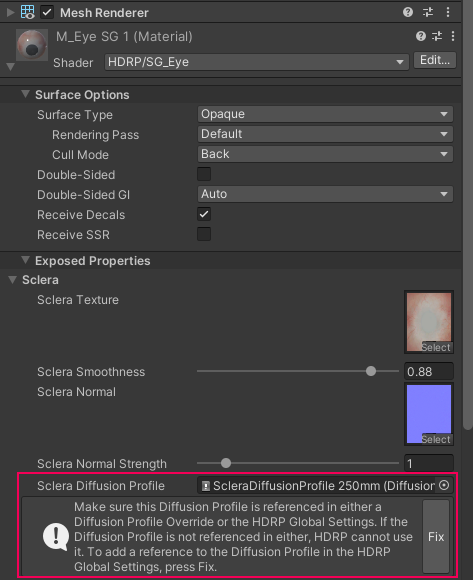 Mesh Renderer
M_Eye SG 1 (Material)
Shader HDRP/SG_Eye Edit...
Surface Options
Surface Type Opaque
Rendering Pass Default
Cull Mode Back
Double-Sided
Double-Sided GI Auto
Receive Decals
Receive SSR
Exposed Properties
Sclera
Sclera Texture
Select
Sclera Smoothness 0.88
Sclera Normal
Select
Sclera Normal Strength 1
Sclera Diffusion Profile ScleraDiffusionProfile 250mm (Diffusion
Make sure this Diffusion Profile is referenced in either a
Diffusion Profile Override or the HDRP Global Settings. If the
Diffusion Profile is not referenced in either, HDRP cannot use
it. To add a reference to the Diffusion Profile in the HDRP
Global Settings, press Fix.
Fix